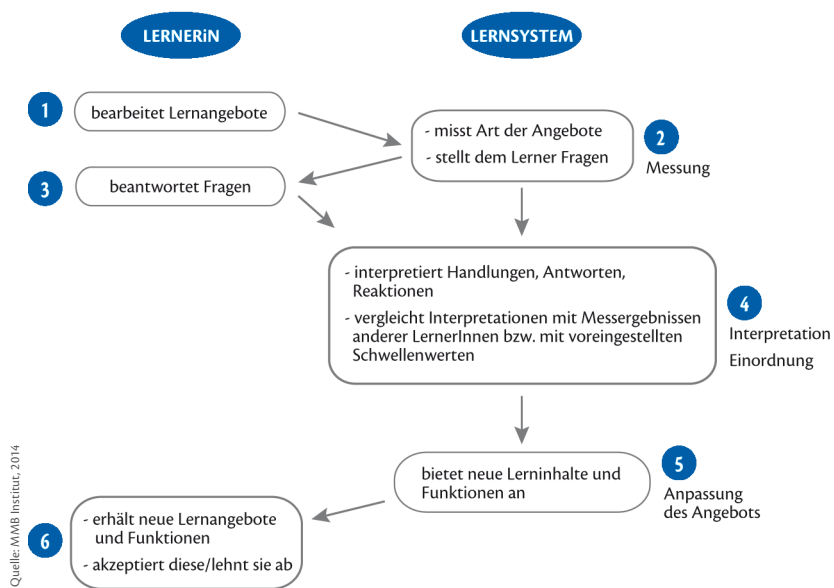 LERNERiN
LERNSYSTEM
1
bearbeitet Lernangebote
- misst Art der Angebote
- stellt dem Lerner Fragen
2
Messung
3
beantwortet Fragen
- interpretiert Handlungen, Antworten,
Reaktionen
- vergleicht Interpretationen mit Messergebnissen
anderer LernerInnen bzw. mit voreingestellten
Schwellenwerten
4
Interpretation
Einordnung
bietet neue Lerninhalte und
Funktionen an
5
Anpassung
des Angebots
6
- erhält neue Lernangebote
und Funktionen
- akzeptiert diese/lehnt sie ab
Quelle: MMB Institut, 2014